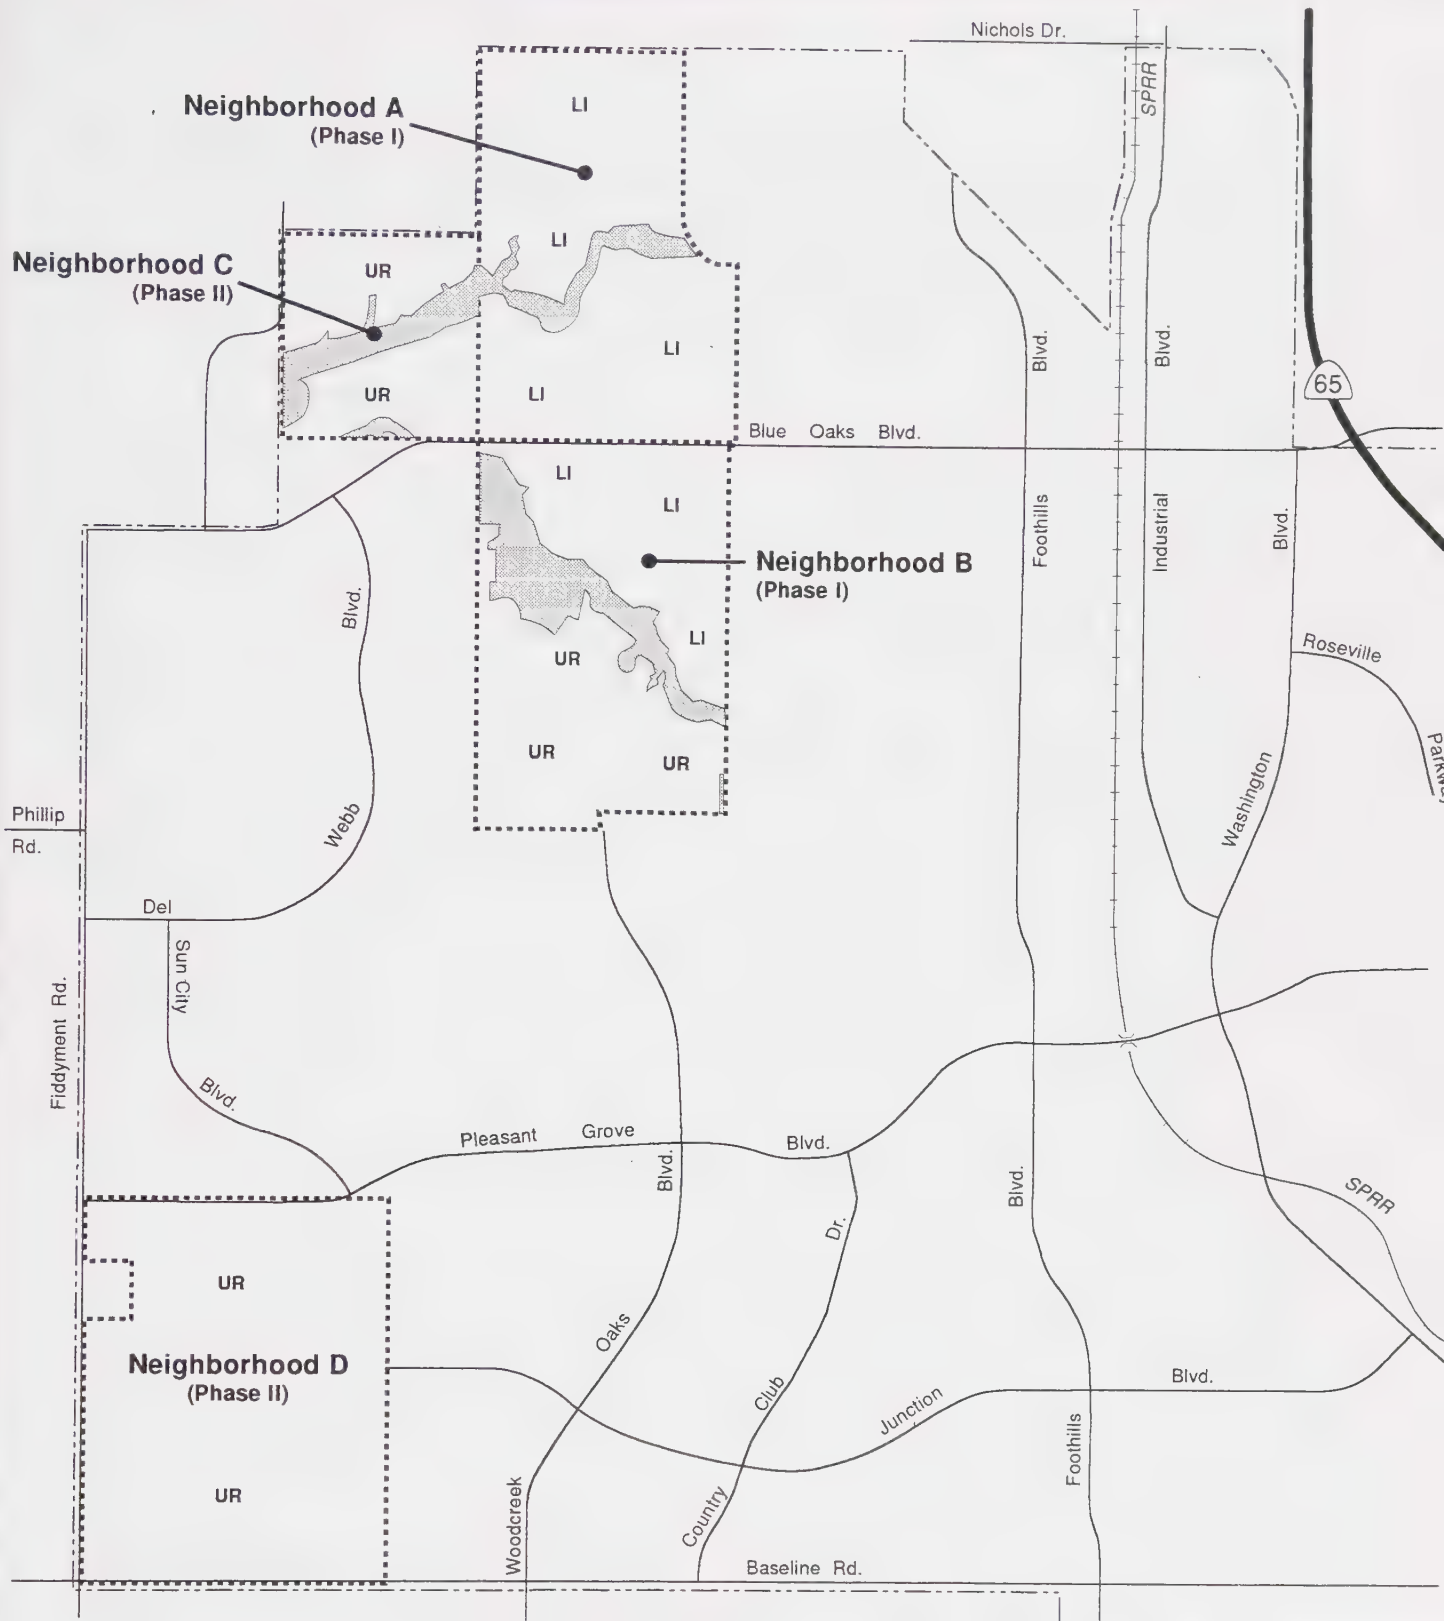 Nichols Dr.
SPRR
Neighborhood A
(Phase I)
LI
LI
Neighborhood C
(Phase II)
UR
UR
LI
LI
Blvd.
Blvd.
65
Blue Oaks Blvd.
LI
LI
Foothills
Industrial
Blvd.
Neighborhood B
(Phase I)
LI
UR
Blvd.
Roseville
Parkway
UR
UR
Washington
Phillip
Rd.
Webb
Del
Sun City
Fiddyment Rd.
Blvd.
Pleasant Grove
Blvd.
Blvd.
Blvd.
SPRR
Dr.
UR
Oaks
Neighborhood D
(Phase II)
Blvd.
Club
Junction
Foothills
UR
Woodcreek
Country
Baseline Rd.